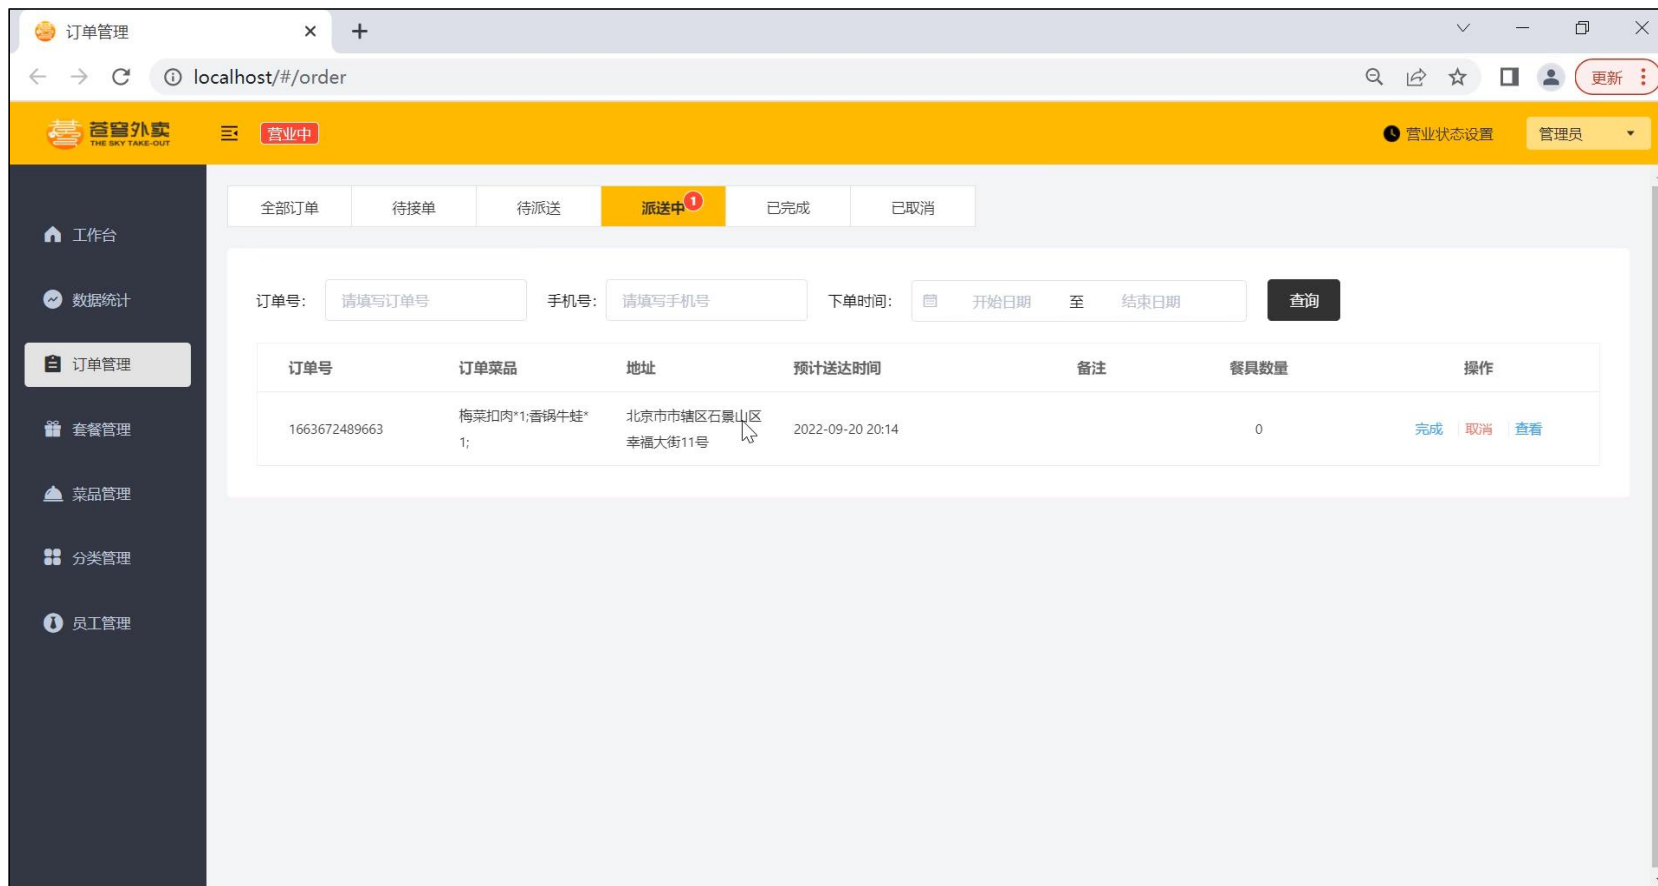 订单管理
localhost/#/order
更新
苍穹外卖
THE SKY TAKE-OUT
营业中
营业状态设置
管理员
工作台
数据统计
订单管理
套餐管理
菜品管理
分类管理
员工管理
全部订单 待接单 待派送 派送中 1 已完成 已取消
订单号: 请填写订单号 手机号: 请填写手机号 下单时间: 开始日期 至 结束日期 查询
订单号 订单菜品 地址 预计送达时间 备注 餐具数量 操作
1663672489663 梅菜扣肉*1;香锅牛蛙* 北京市市辖区石景山区 2022-09-20 20:14 0 完成 取消 查看
1; 幸福大街11号